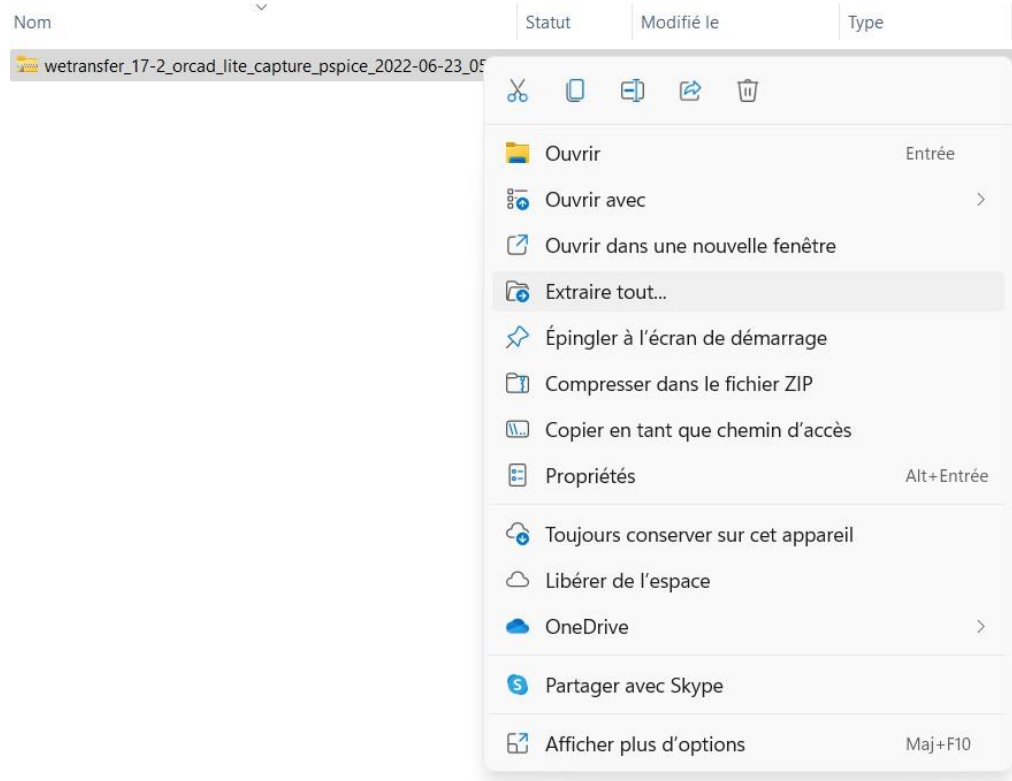 Nom Statut Modifié le Type
wetransfer_17-2_orcad_lite_capture_pspice_2022-06-23_05
Ouvrir Entrée
Ouvrir avec
Ouvrir dans une nouvelle fenêtre
Extraire tout...
Épingler à l'écran de démarrage
Compresser dans le fichier ZIP
Copier en tant que chemin d'accès
Propriétés Alt+Entrée
Toujours conserver sur cet appareil
Libérer de l'espace
OneDrive
Partager avec Skype
Afficher plus d'options Maj+F10